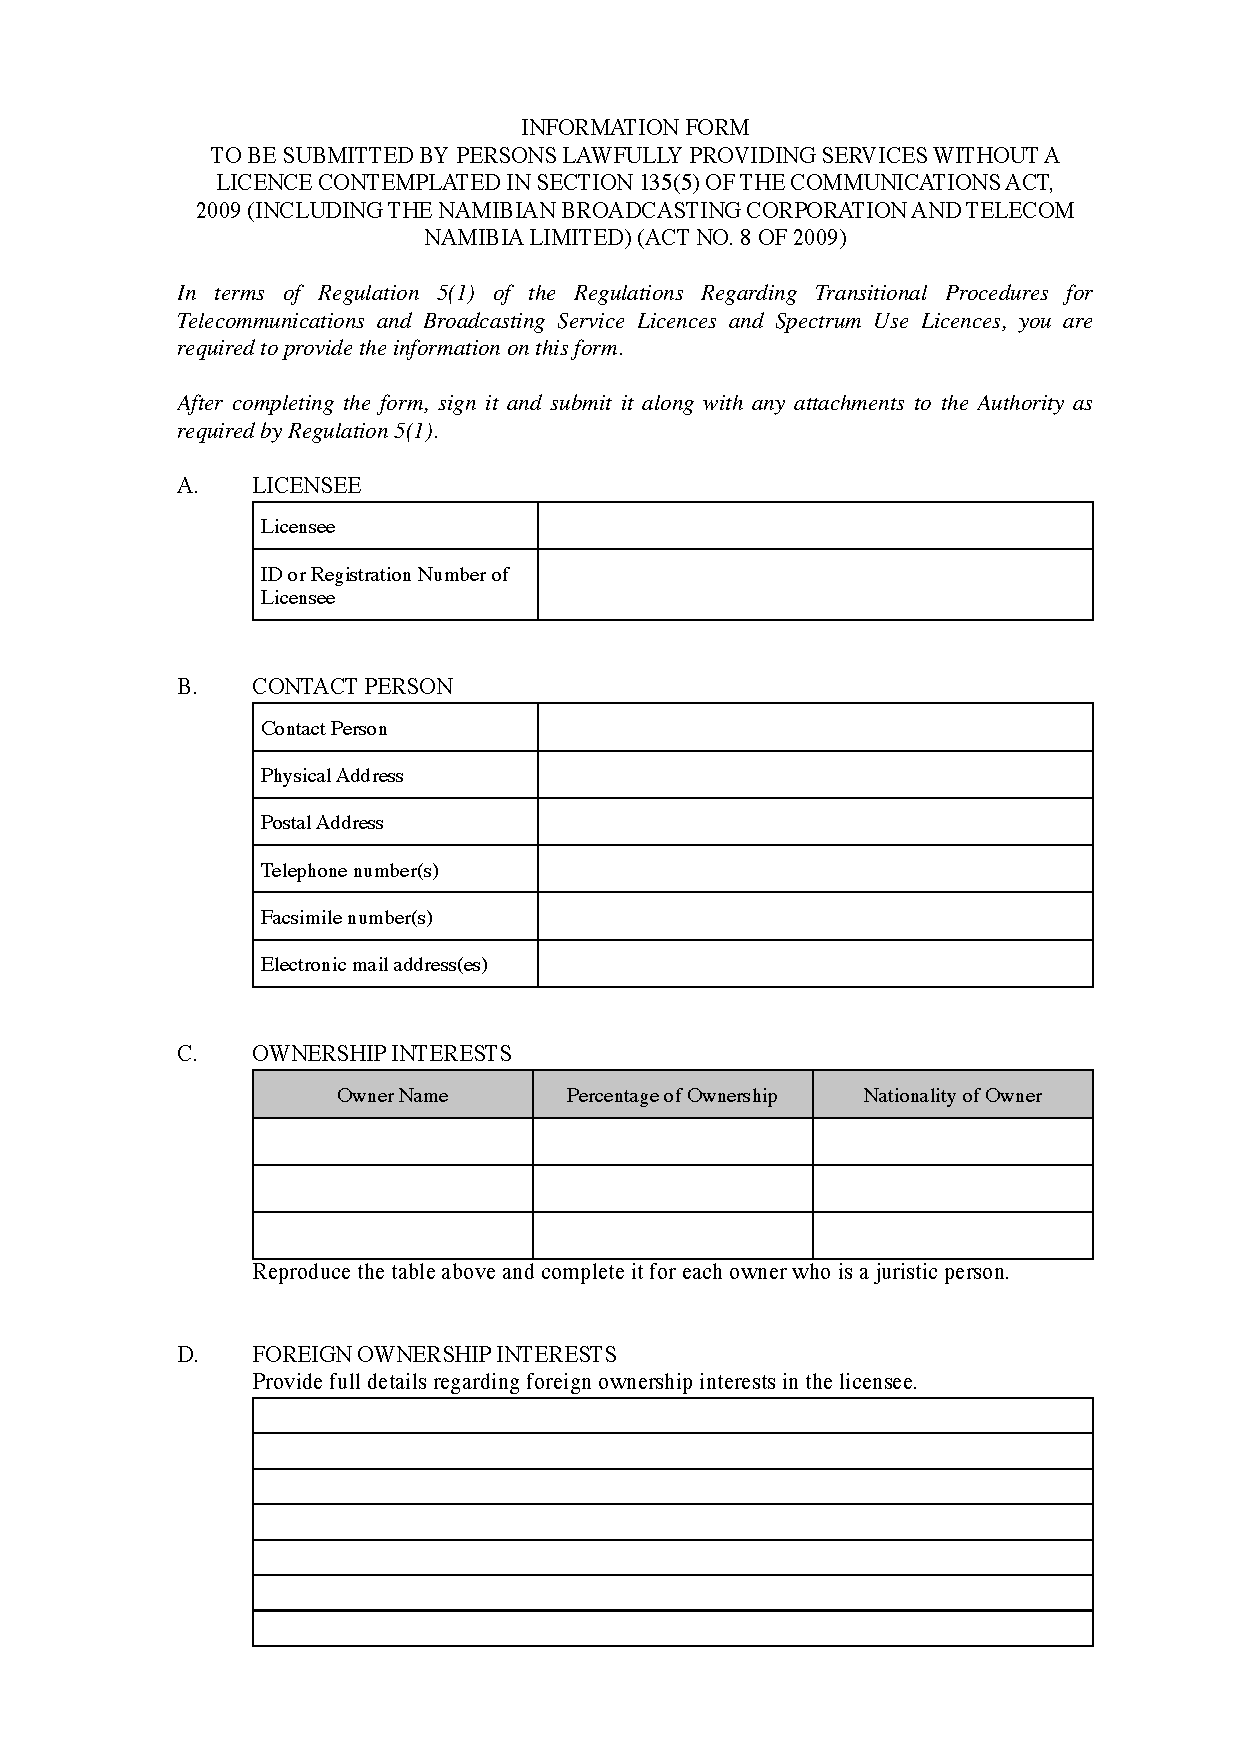 INFORMATION FORM
TO BE SUBMITTED BY PERSONS LAWFULLY PROVIDING SERVICES WITHOUT A
LICENCE CONTEMPLATED IN SECTION 135(5) OF THE COMMUNICATIONS ACT,
2009 (INCLUDING THE NAMIBIAN BROADCASTING CORPORATION AND TELECOM
NAMIBIA LIMITED) (ACT NO. 8 OF 2009)
In terms of Regulation 5(1) of the Regulations Regarding Transitional Procedures for
Telecommunications and Broadcasting Service Licences and Spectrum Use Licences, you are
required to provide the information on this form.
After completing the form, sign it and submit it along with any attachments to the Authority as
required by Regulation 5(1).
A. LICENSEE
Licensee
ID or Registration Number of
Licensee
B. CONTACT PERSON
Contact Person
Physical Address
Postal Address
Telephone number(s)
Facsimile number(s)
Electronic mail address(es)
C. OWNERSHIP INTERESTS
Owner Name Percentage of Ownership Nationality of Owner
Reproduce the table above and complete it for each owner who is a juristic person.
D. FOREIGN OWNERSHIP INTERESTS
Provide full details regarding foreign ownership interests in the licensee.